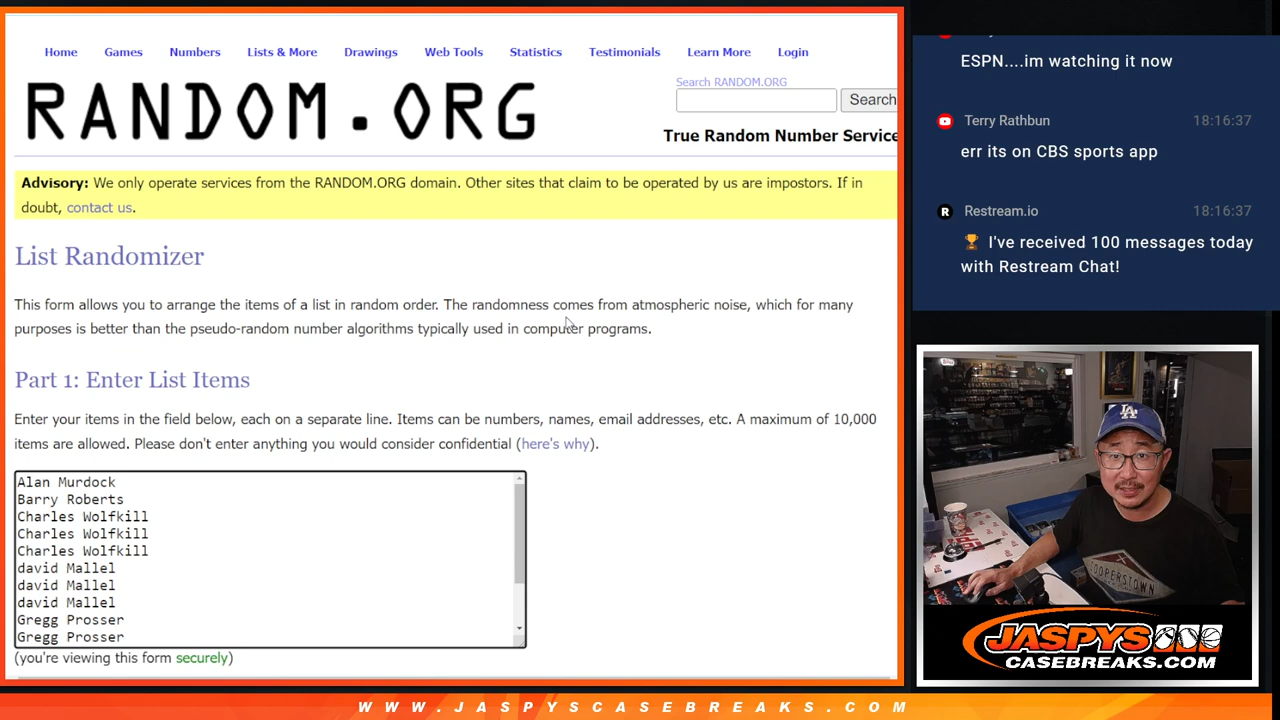 Home Games Numbers Lists & More Drawings Web Tools Statistics Testimonials Learn More Login
RANDOM.ORG
Search RANDOM.ORG
Search
True Random Number Service
Advisory: We only operate services from the RANDOM.ORG domain. Other sites that claim to be operated by us are impostors. If in
doubt, contact us.
List Randomizer
This form allows you to arrange the items of a list in random order. The randomness comes from atmospheric noise, which for many
purposes is better than the pseudo-random number algorithms typically used in computer programs.
Part 1: Enter List Items
Enter your items in the field below, each on a separate line. Items can be numbers, names, email addresses, etc. A maximum of 10,000
items are allowed. Please don't enter anything you would consider confidential (here's why).
Alan Murdock
Barry Roberts
Charles Wolfkill
Charles Wolfkill
Charles Wolfkill
david Mallel
david Mallel
david Mallel
Gregg Prosser
Gregg Prosser
(you're viewing this form securely)
ESPN....im watching it now
Terry Rathbun 18:16:37
err its on CBS sports app
R Restream.io 18:16:37
🏆 I've received 100 messages today
with Restream Chat!
LA
COOPERSTOWN
JASPYS
CASEBREAKS.COM
WWW.JASPYSCASEBREAKS.COM